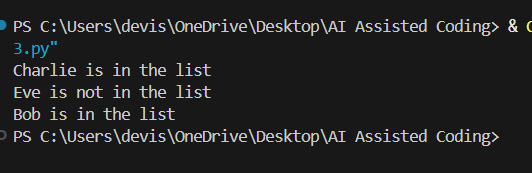 PS C:\Users\devis\OneDrive\Desktop\AI Assisted Coding> &
3.py"
Charlie is in the list
Eve is not in the list
Bob is in the list
PS C:\Users\devis\OneDrive\Desktop\AI Assisted Coding>